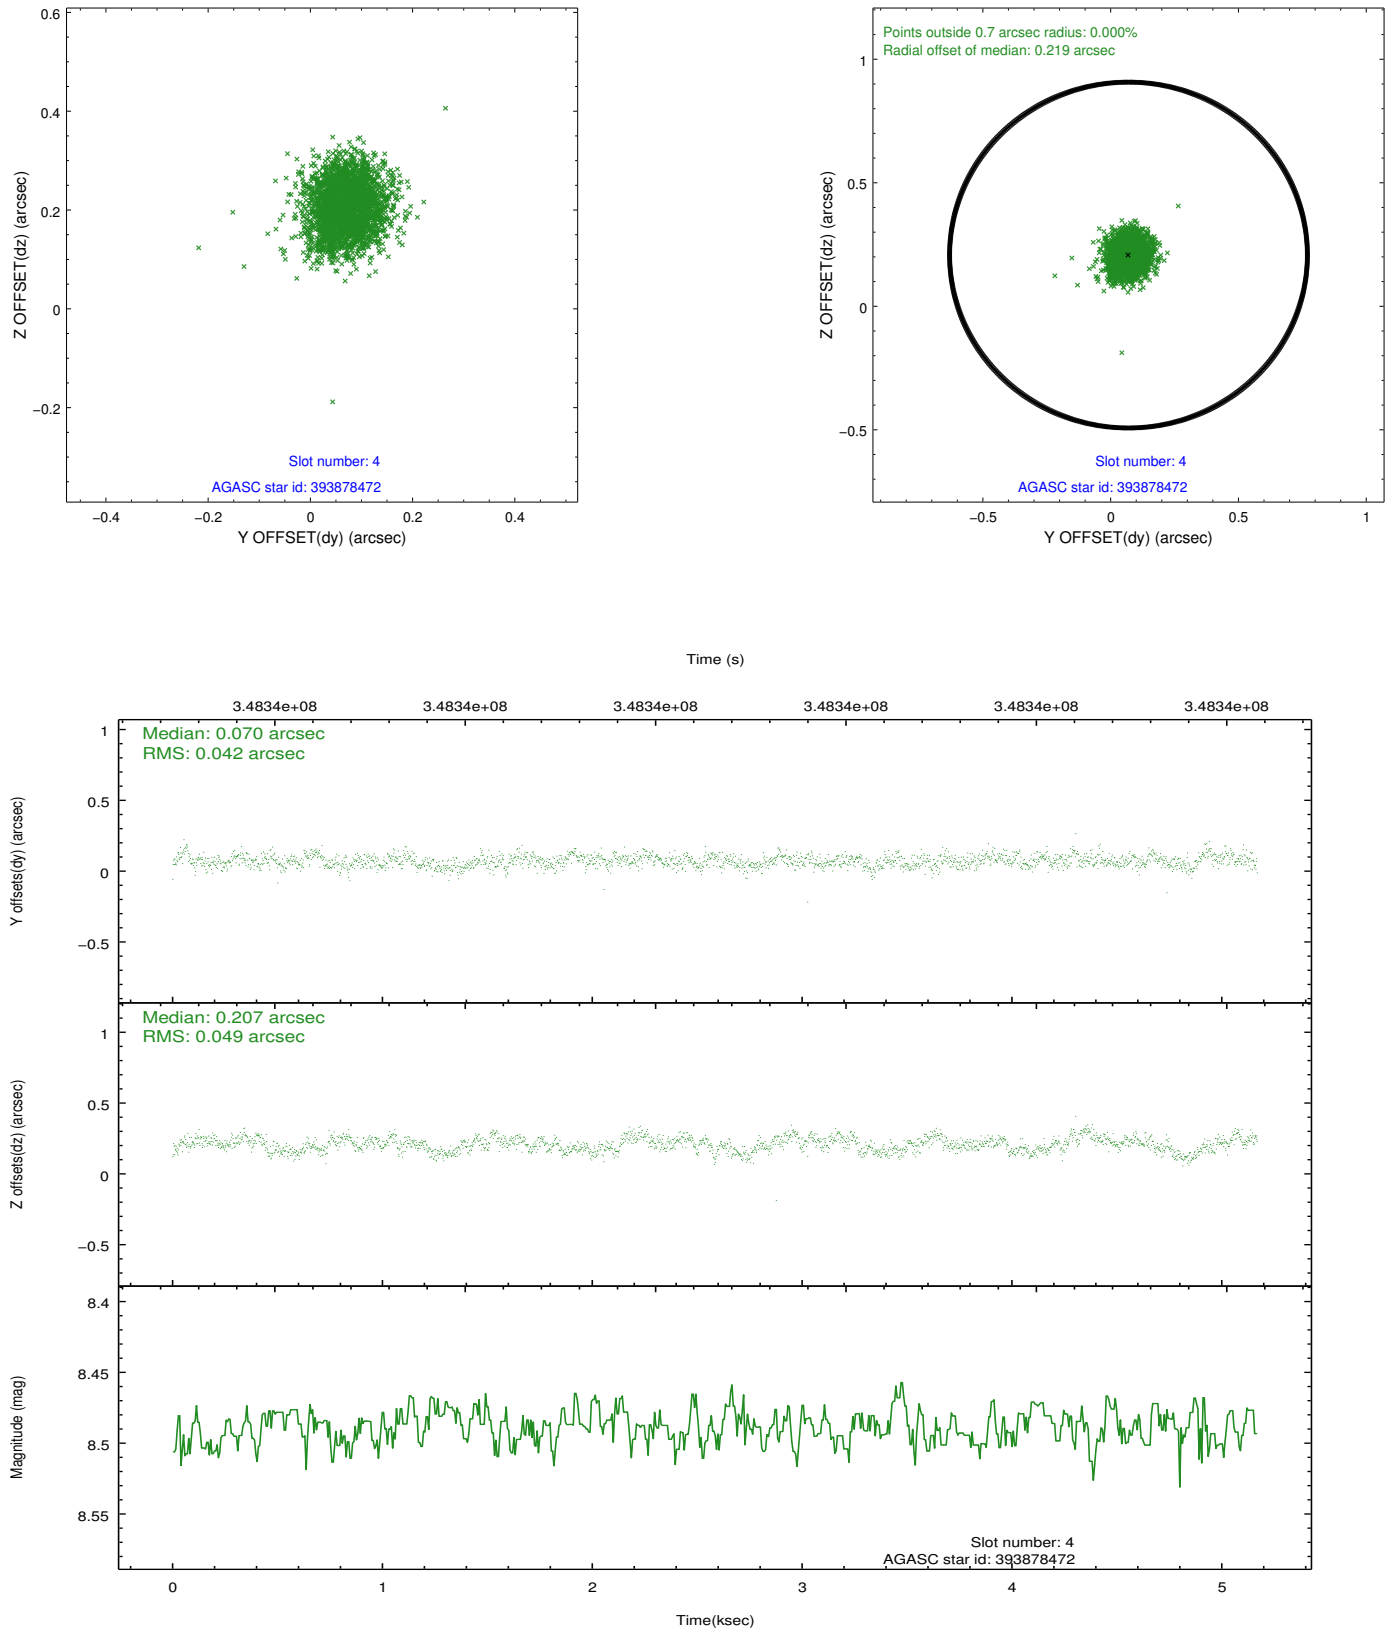 0.6
0.4
0.2
0
−0.2
Z OFFSET(dz) (arcsec)
Slot number: 4
AGASC star id: 393878472
−0.4 −0.2 0 0.2 0.4
Y OFFSET(dy) (arcsec)
Points outside 0.7 arcsec radius: 0.000%
Radial offset of median: 0.219 arcsec
1
0.5
0
−0.5
Z OFFSET(dz) (arcsec)
Slot number: 4
AGASC star id: 393878472
−0.5 0 0.5 1
Y OFFSET(dy) (arcsec)
Time (s)
3.4834e+08 3.4834e+08 3.4834e+08 3.4834e+08 3.4834e+08 3.4834e+08
Median: 0.070 arcsec
RMS: 0.042 arcsec
1
0.5
0
−0.5
Y offsets(dy) (arcsec)
Median: 0.207 arcsec
RMS: 0.049 arcsec
1
0.5
0
−0.5
Z offsets(dz) (arcsec)
8.4
8.45
8.5
8.55
Magnitude (mag)
Slot number: 4
AGASC star id: 393878472
0 1 2 3 4 5
Time(ksec)